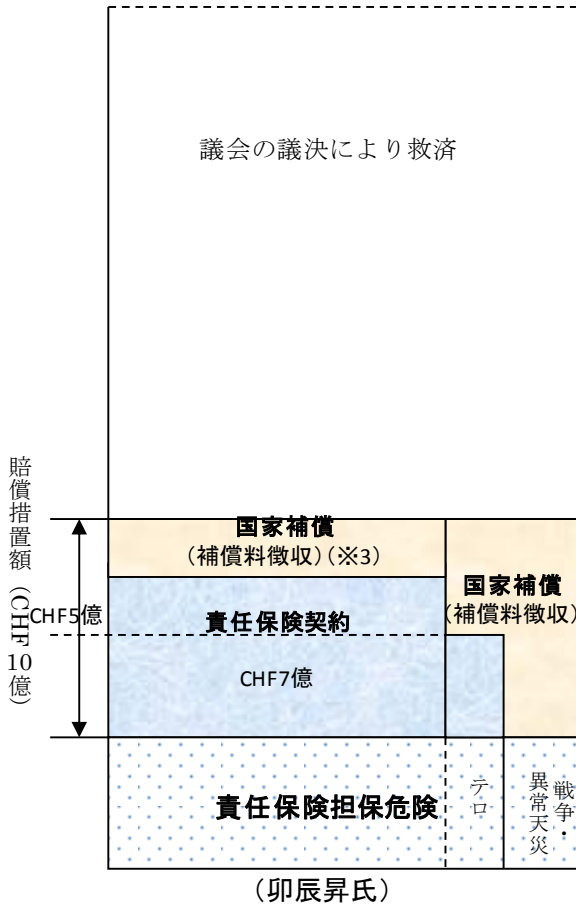 議会の議決により救済
賠償措置額（CHF10億）
CHF5億
国家補償
(補償料徴収)(※3)
責任保険契約
CHF7億
国家補償
(補償料徴収)
責任保険担保危険
テロ
戦争・
異常天災
(卯辰昇氏)